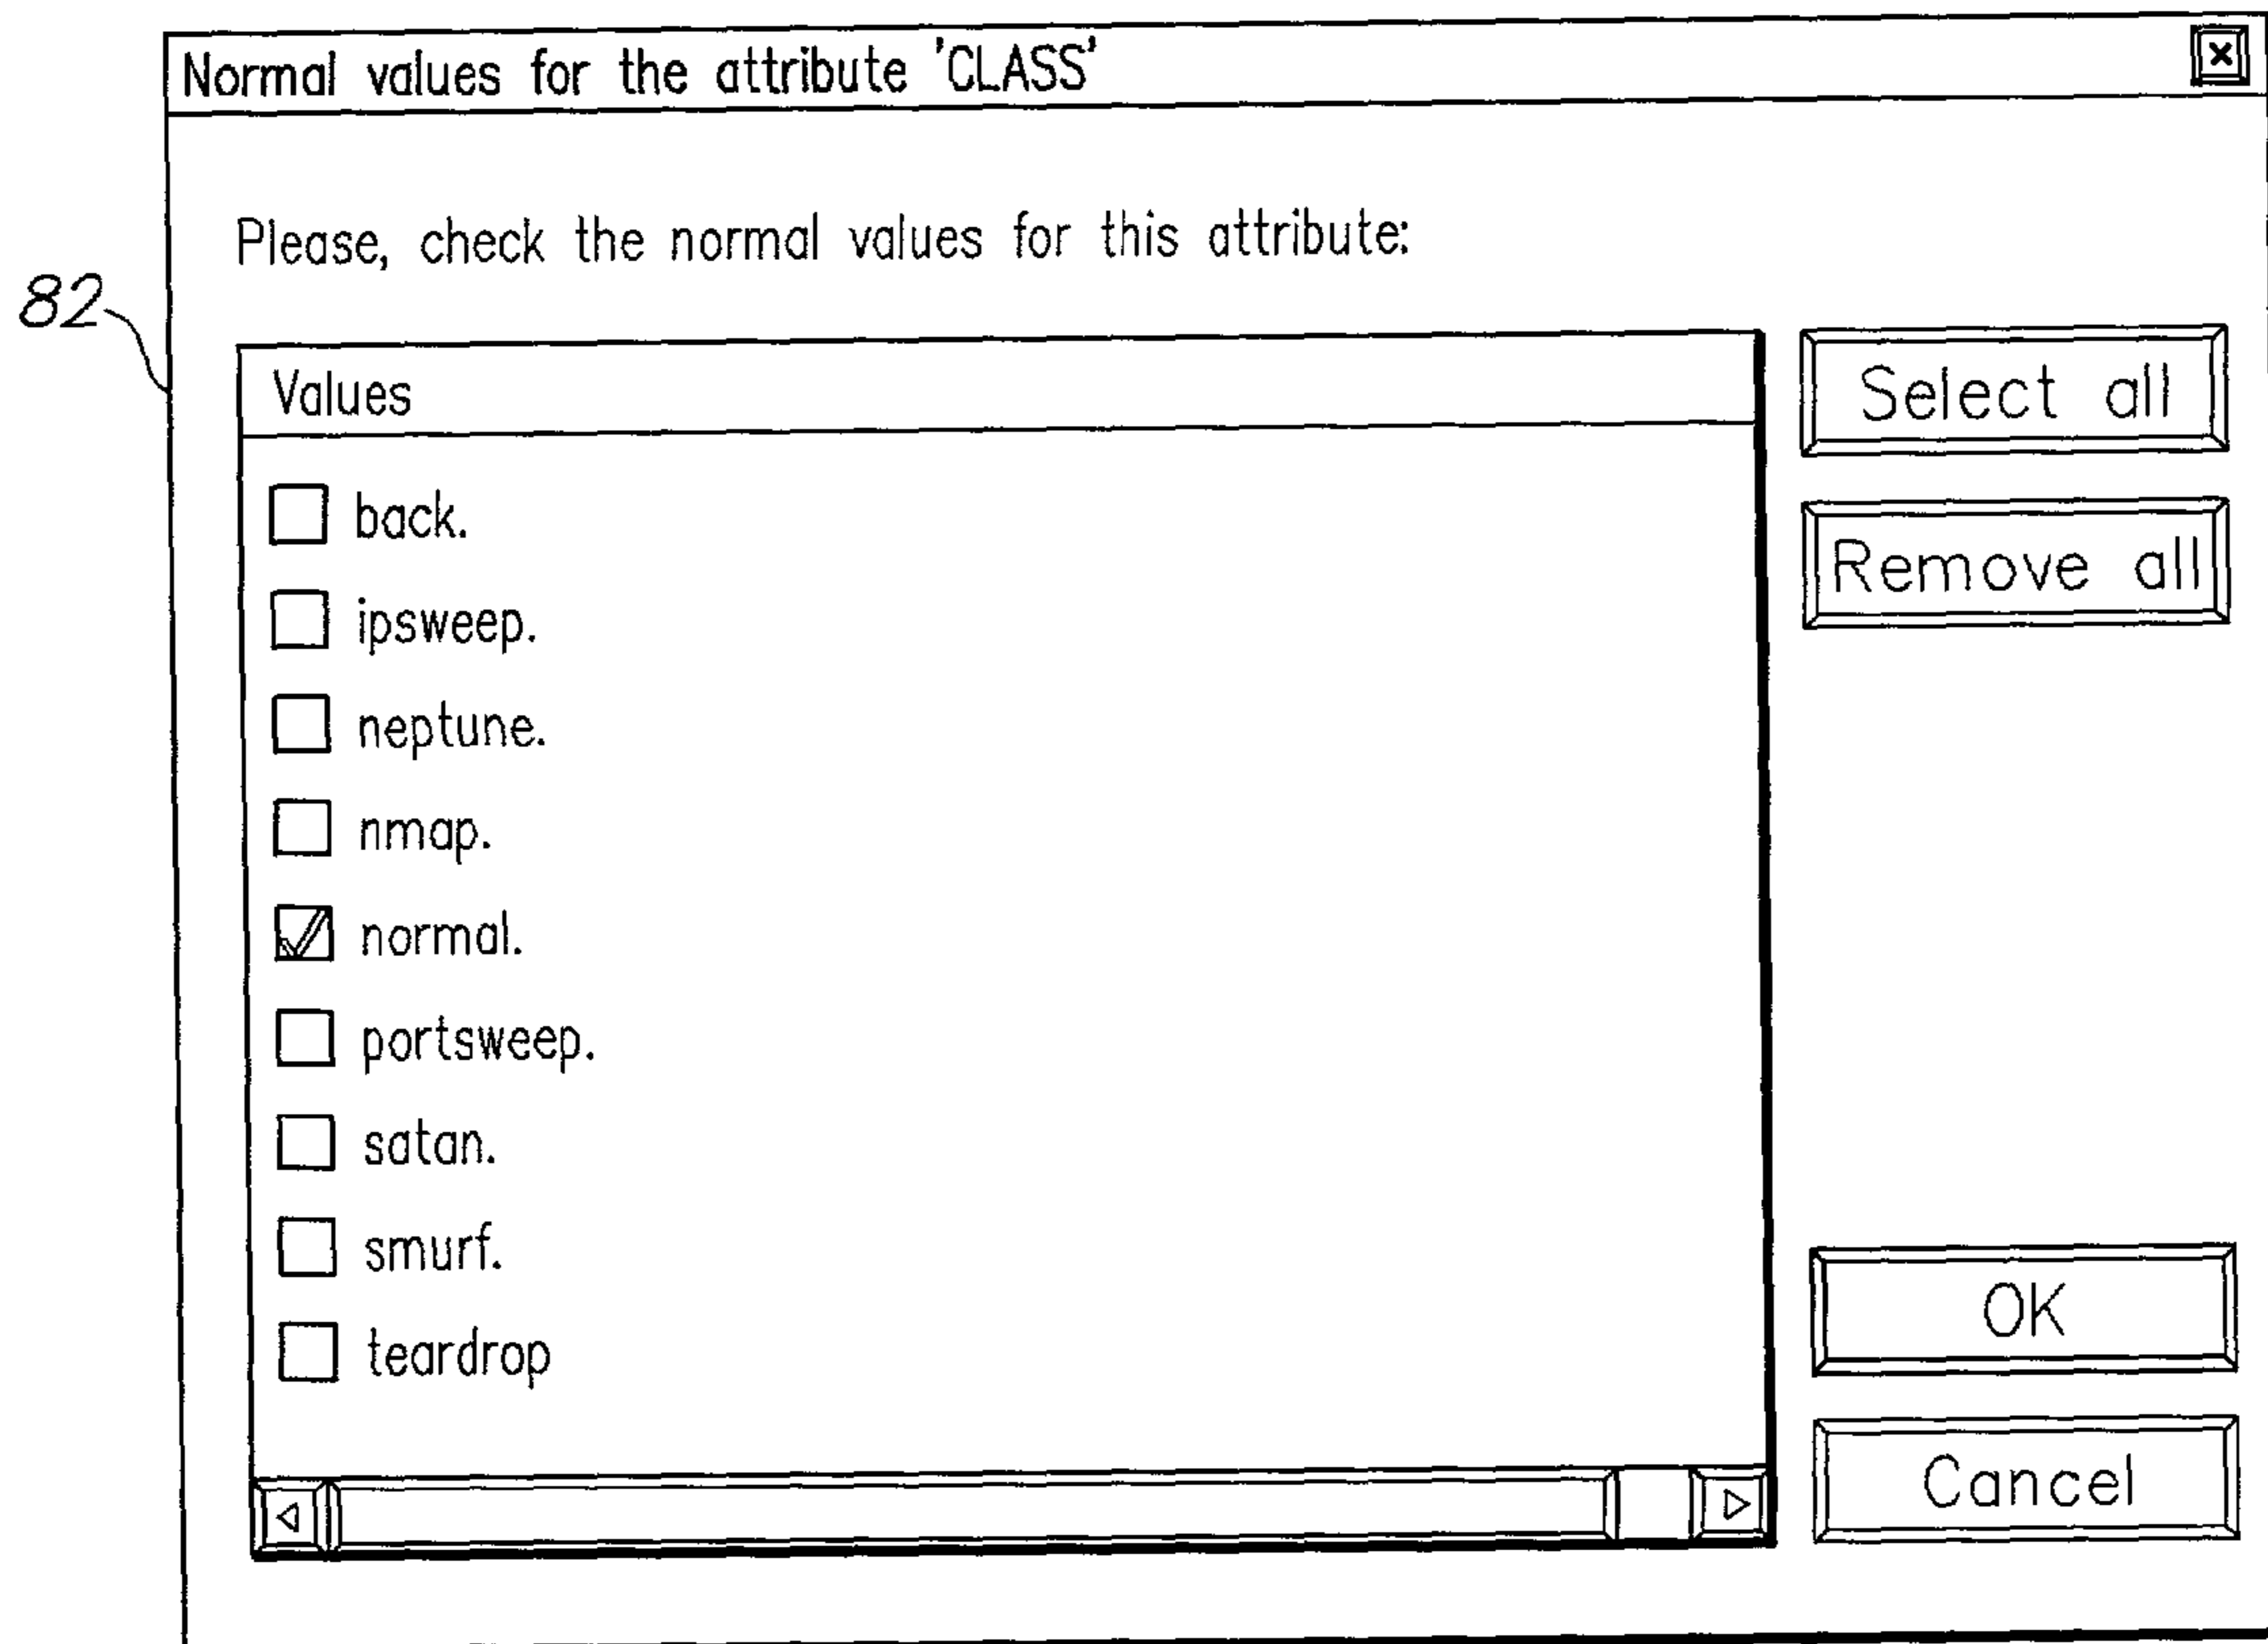 Normal values for the attribute 'CLASS'
Please, check the normal values for this attribute:
82
Values
Select all
back.
Remove all
ipsweep.
neptune.
nmap.
normal.
portsweep.
satan.
smurf.
OK
teardrop
Cancel